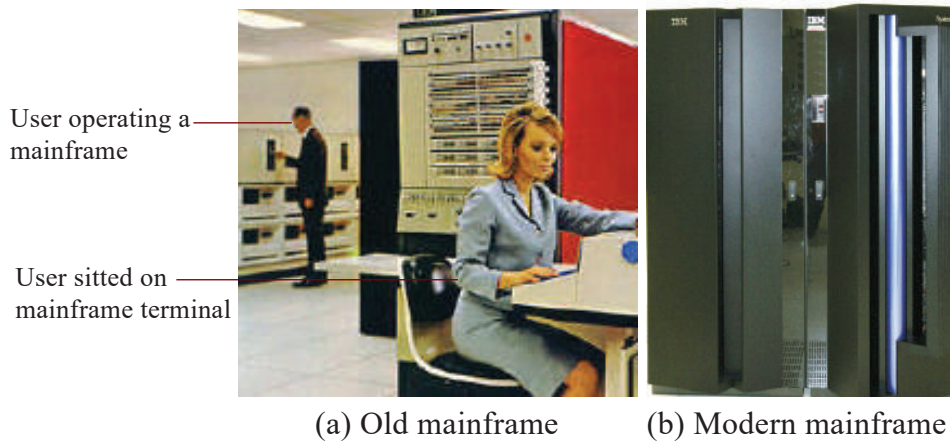 User operating a
mainframe
User sitted on
mainframe terminal
IBM
IBM
(a) Old mainframe
(b) Modern mainframe